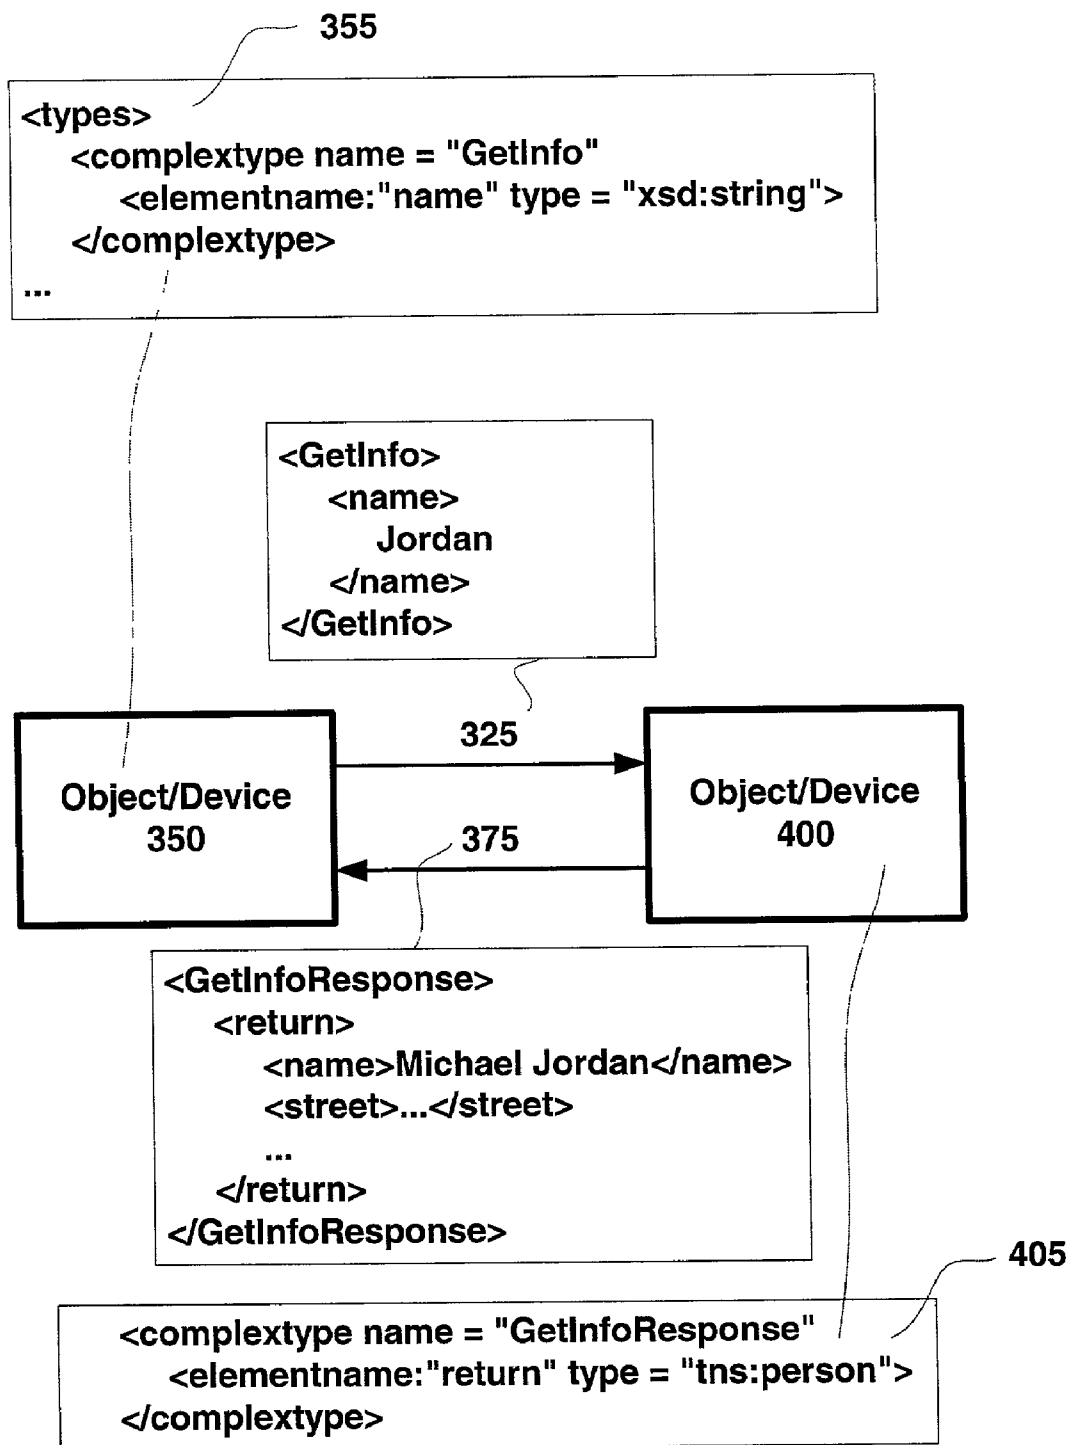 355
<types>
<complextype name = "GetInfo"
<elementname:"name" type = "xsd:string">
</complextype>
...
<GetInfo>
<name>
Jordan
</name>
</GetInfo>
325
Object/Device
350
Object/Device
400
375
<GetInfoResponse>
<return>
<name>Michael Jordan</name>
<street>...</street>
...
</return>
</GetInfoResponse>
405
<complextype name = "GetInfoResponse"
<elementname:"return" type = "tns:person">
</complextype>